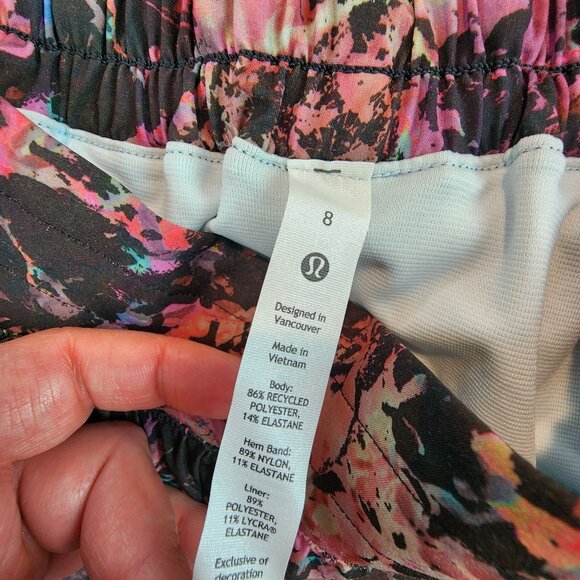 8
Designed in
Vancouver
Made in
Vietnam
Body:
86% RECYCLED
POLYESTER,
14% ELASTANE
Hem Band:
89% NYLON,
11% ELASTANE
Liner:
89%
POLYESTER,
11% LYCRA®
ELASTANE
Exclusive of
decoration